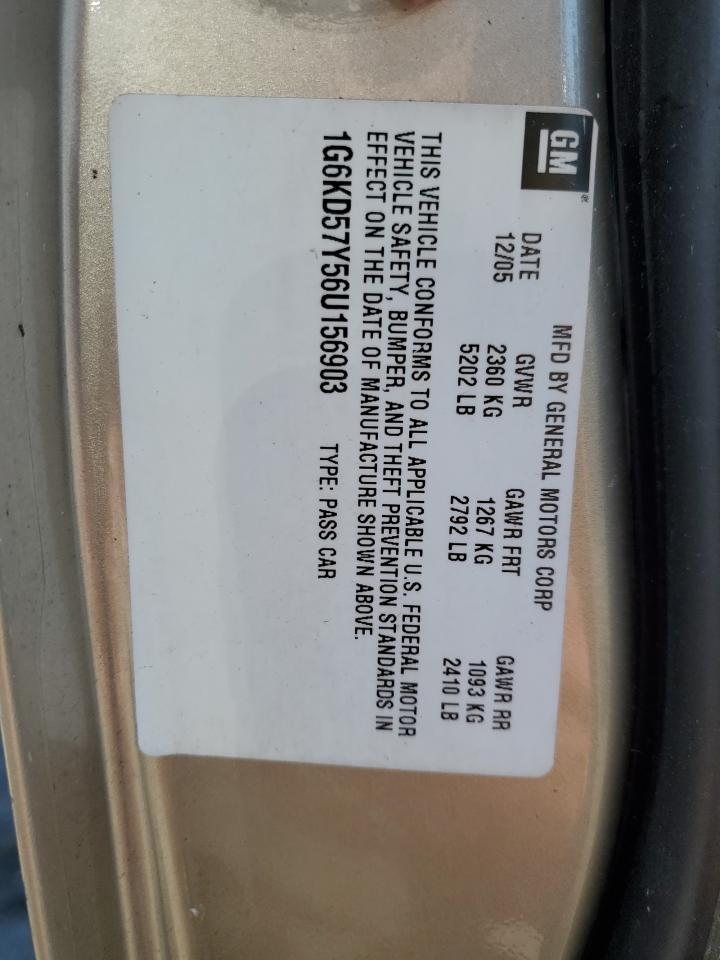 GM®
MFD BY GENERAL MOTORS CORP
DATE GVWR GAWR FRT GAWR RR
12/05 2360 KG 1267 KG 1093 KG
5202 LB 2792 LB 2410 LB
THIS VEHICLE CONFORMS TO ALL APPLICABLE U.S. FEDERAL MOTOR
VEHICLE SAFETY, BUMPER, AND THEFT PREVENTION STANDARDS IN
EFFECT ON THE DATE OF MANUFACTURE SHOWN ABOVE.
1G6KD57Y56U156903 TYPE: PASS CAR